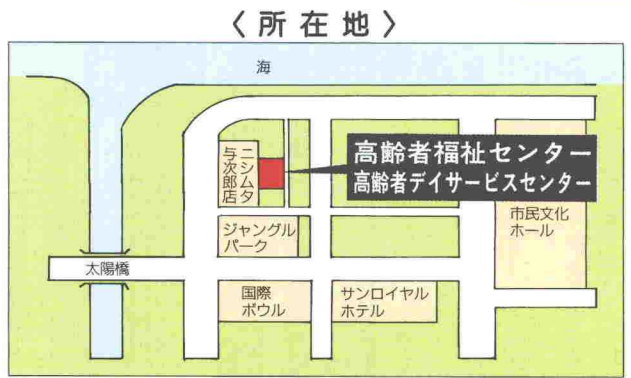 〈所在地〉
海
高齢者福祉センター
高齢者デイサービスセンター
ニシムタ
与次郎店
市民文化
ホール
ジャングル
パーク
太陽橋
国際
ボウル
サンロイヤル
ホテル